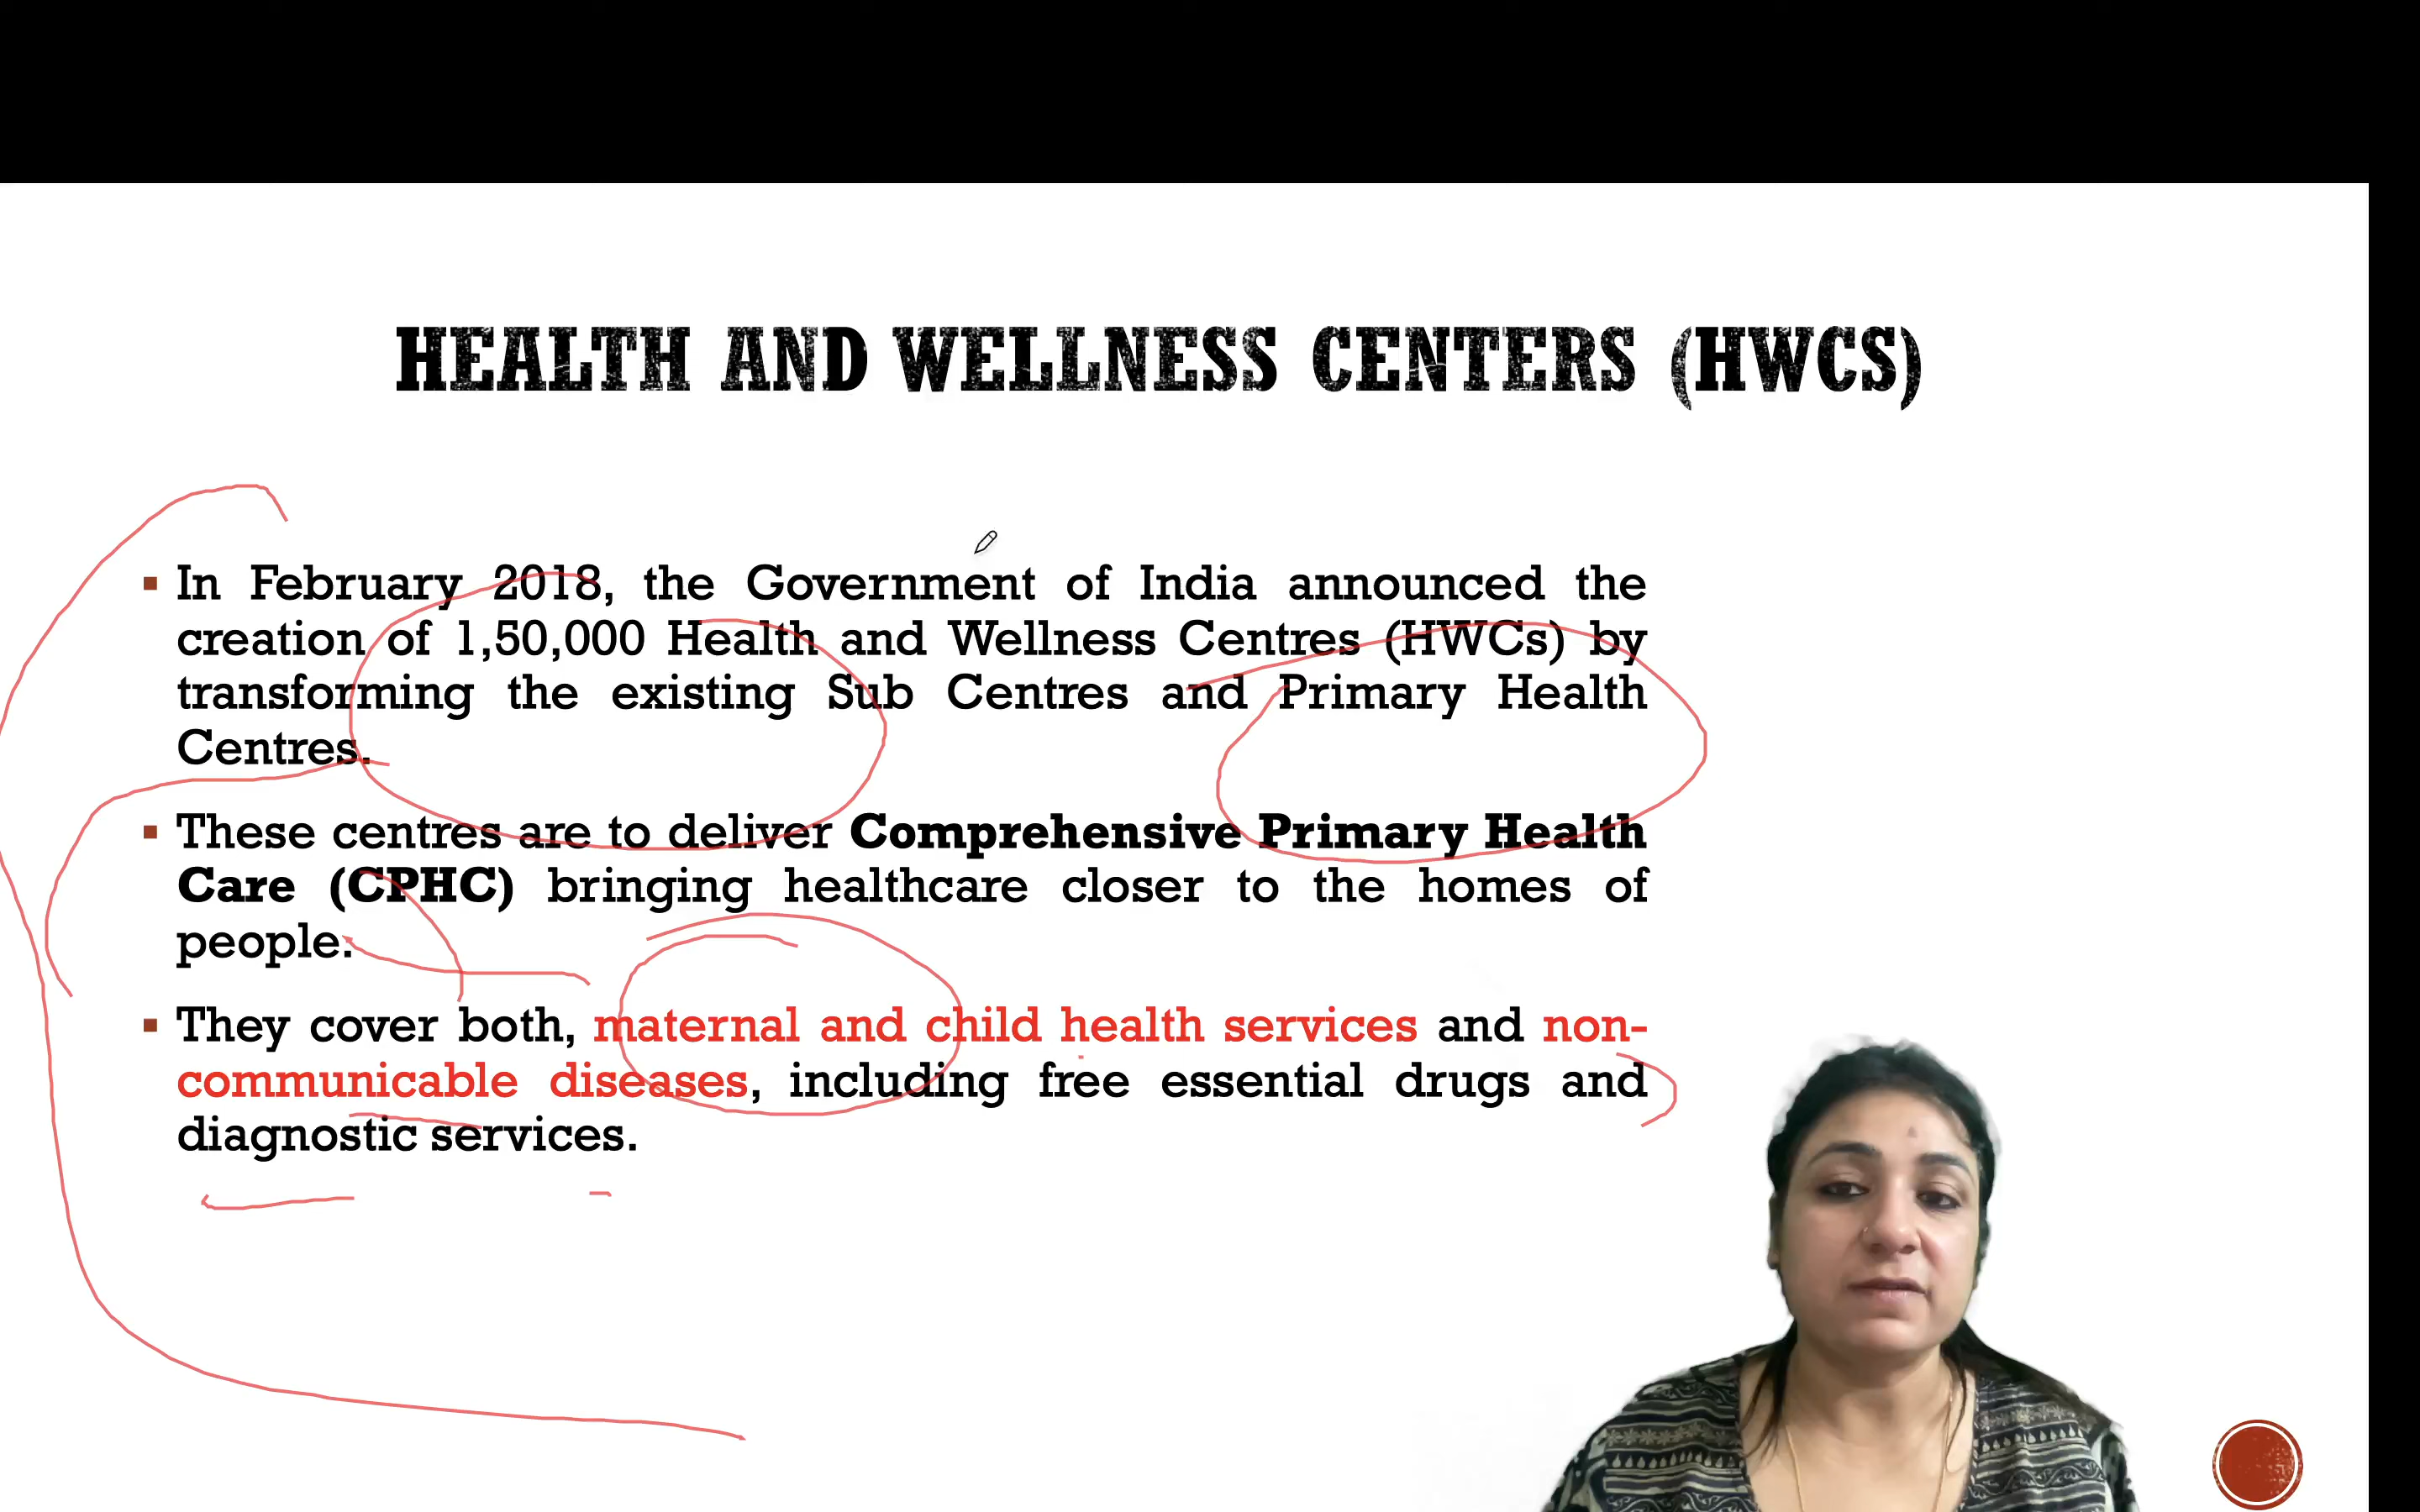 HEALTH AND WELLNESS CENTERS (HWCS)
In February 2018, the Government of India announced the
creation of 1,50,000 Health and Wellness Centres (HWCs) by
transforming the existing Sub Centres and Primary Health
Centres.
These centres are to deliver Comprehensive Primary Health
Care (CPHC) bringing healthcare closer to the homes of
people.
They cover both, maternal and child health services and non-
communicable diseases, including free essential drugs and
diagnostic services.